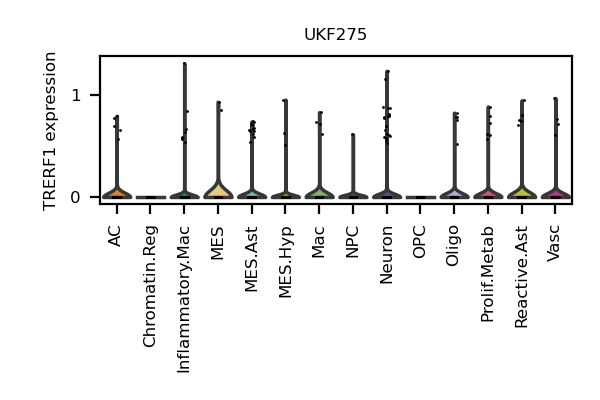 UKF275
TRERF1 expression
1
0
AC
Chromatin.Reg
Inflammatory.Mac
MES
MES.Ast
MES.Hyp
Mac
NPC
Neuron
OPC
Oligo
Prolif.Metab
Reactive.Ast
Vasc